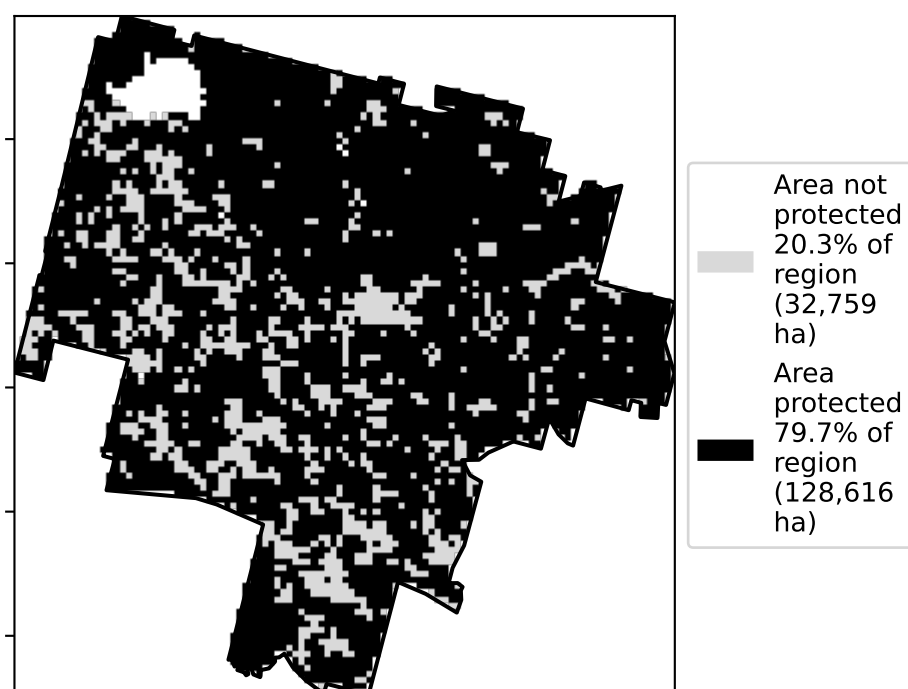 Area not
protected
20.3% of
region
(32,759
ha)
Area
protected
79.7% of
region
(128,616
ha)